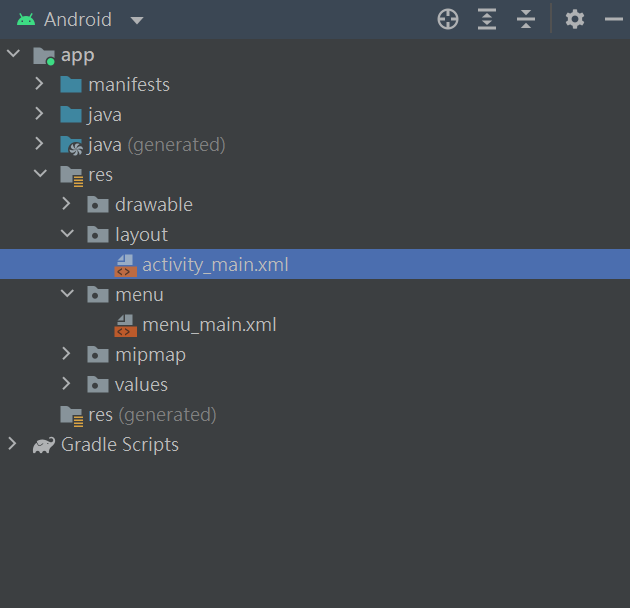 Android
app
manifests
java
java (generated)
res
drawable
layout
activity_main.xml
menu
menu_main.xml
mipmap
values
res (generated)
Gradle Scripts